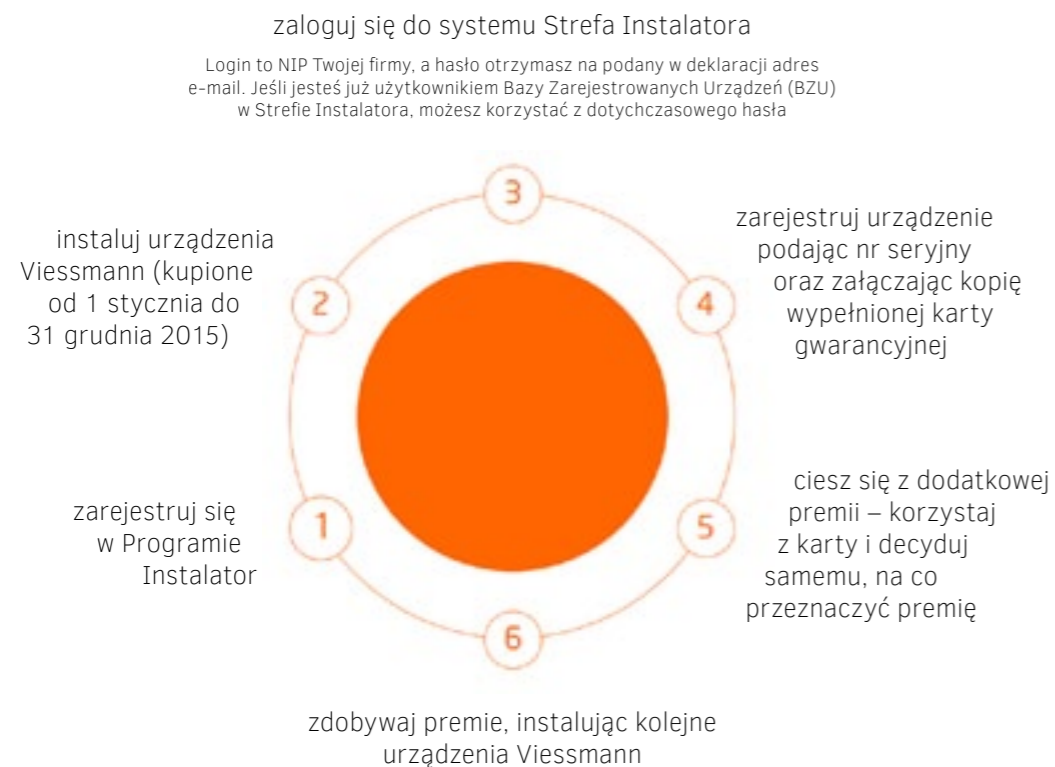 zaloguj się do systemu Strefa Instalatora
Login to NIP Twojej firmy, a hasło otrzymasz na podany w deklaracji adres
e-mail. Jeśli jesteś już użytkownikiem Bazy Zarejestrowanych Urządzeń (BZU)
w Strefie Instalatora, możesz korzystać z dotychczasowego hasła
3
instaluj urządzenia
Viessmann (kupione
od 1 stycznia do
31 grudnia 2015)
2
4
zarejestruj urządzenie
podając nr seryjny
oraz załączając kopię
wypełnionej karty
gwarancyjnej
zarejestruj się
w Programie
Instalator
1
5
ciesz się z dodatkowej
premii – korzystaj
z karty i decyduj
samemu, na co
przeznaczyć premię
6
zdobywaj premie, instalując kolejne
urządzenia Viessmann